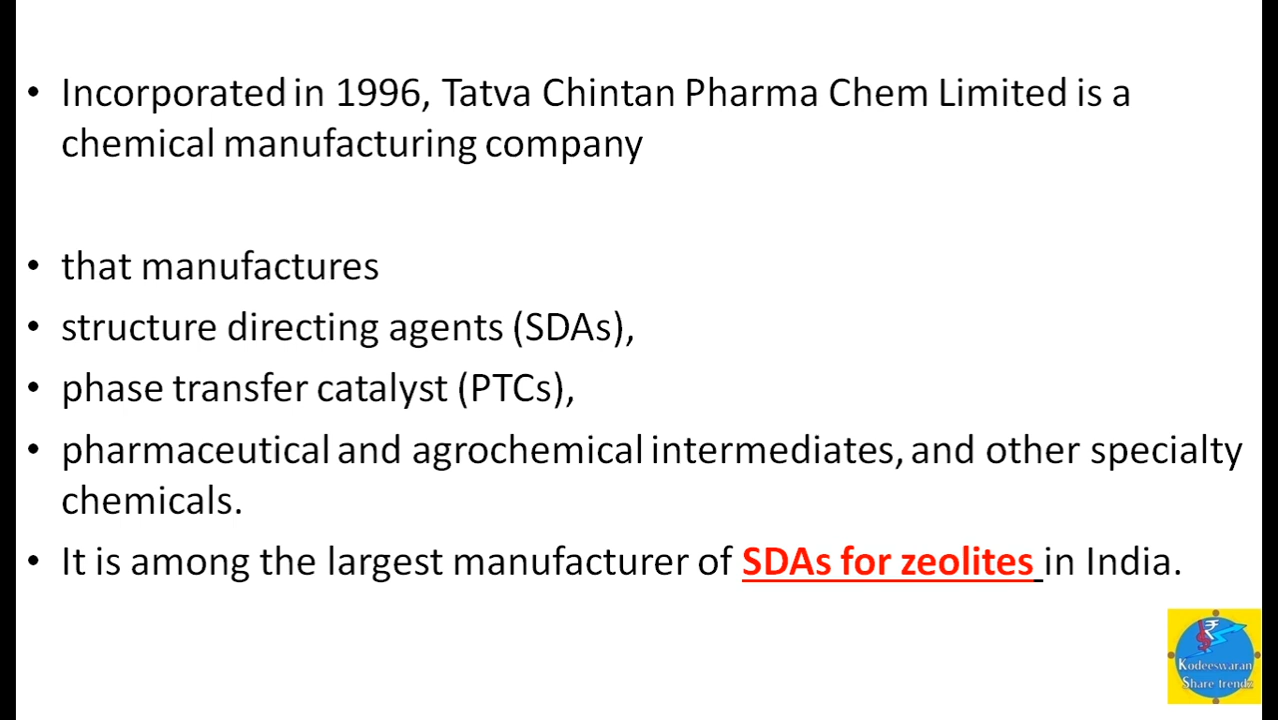 • Incorporated in 1996, Tatva Chintan Pharma Chem Limited is a
chemical manufacturing company
• that manufactures
• structure directing agents (SDAs),
• phase transfer catalyst (PTCs),
• pharmaceutical and agrochemical intermediates, and other specialty
chemicals.
• It is among the largest manufacturer of SDAs for zeolites in India.
₹
Kodeeswaran
Share trendz